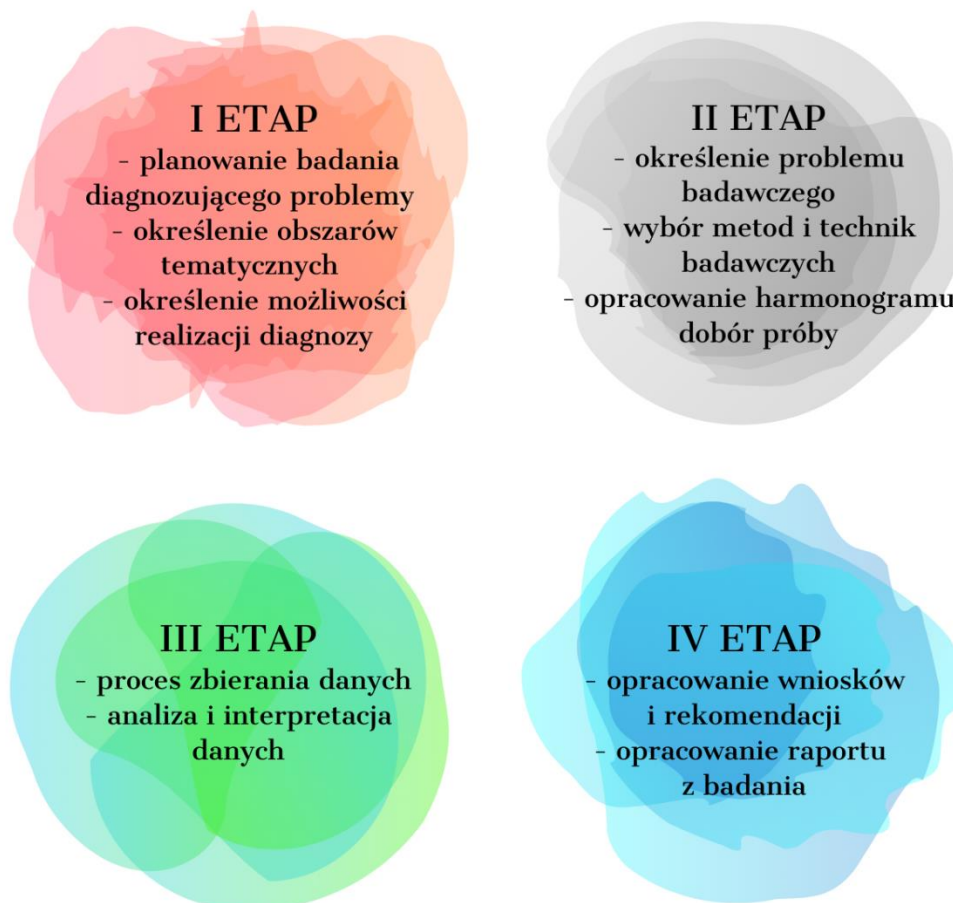 I ETAP
- planowanie badania
diagnozującego problemy
- określenie obszarów
tematycznych
- określenie możliwości
realizacji diagnozy
II ETAP
- określenie problemu
badawczego
- wybór metod i technik
badawczych
- opracowanie harmonogramu
dobór próby
III ETAP
- proces zbierania danych
- analiza i interpretacja
danych
IV ETAP
- opracowanie wniosków
i rekomendacji
- opracowanie raportu
z badania